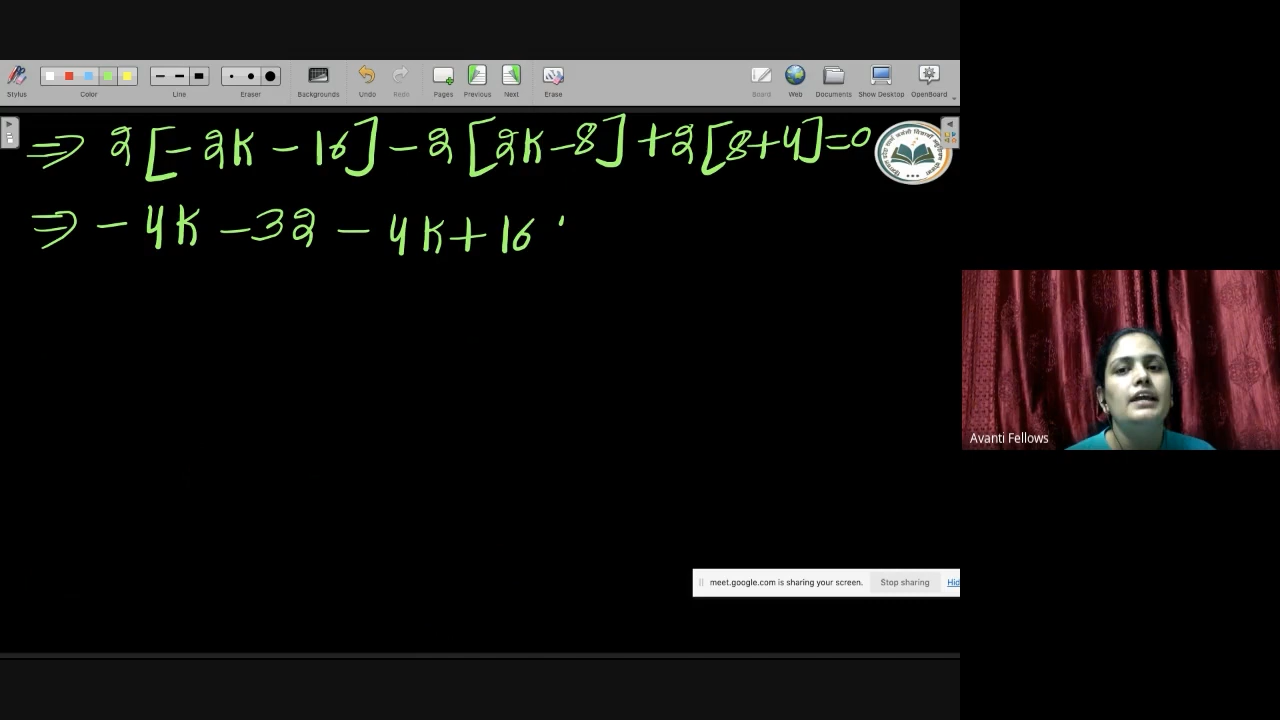 Stylus Color Line Eraser Backgrounds Undo Redo Pages Previous Next Erase Board Web Documents Show Desktop OpenBoard
⇒ 2[-2k-16]-2[2k-8]+2[8+4]=0
⇒ -4k-32-4k+16
Avanti Fellows
meet.google.com is sharing your screen. Stop sharing Hid